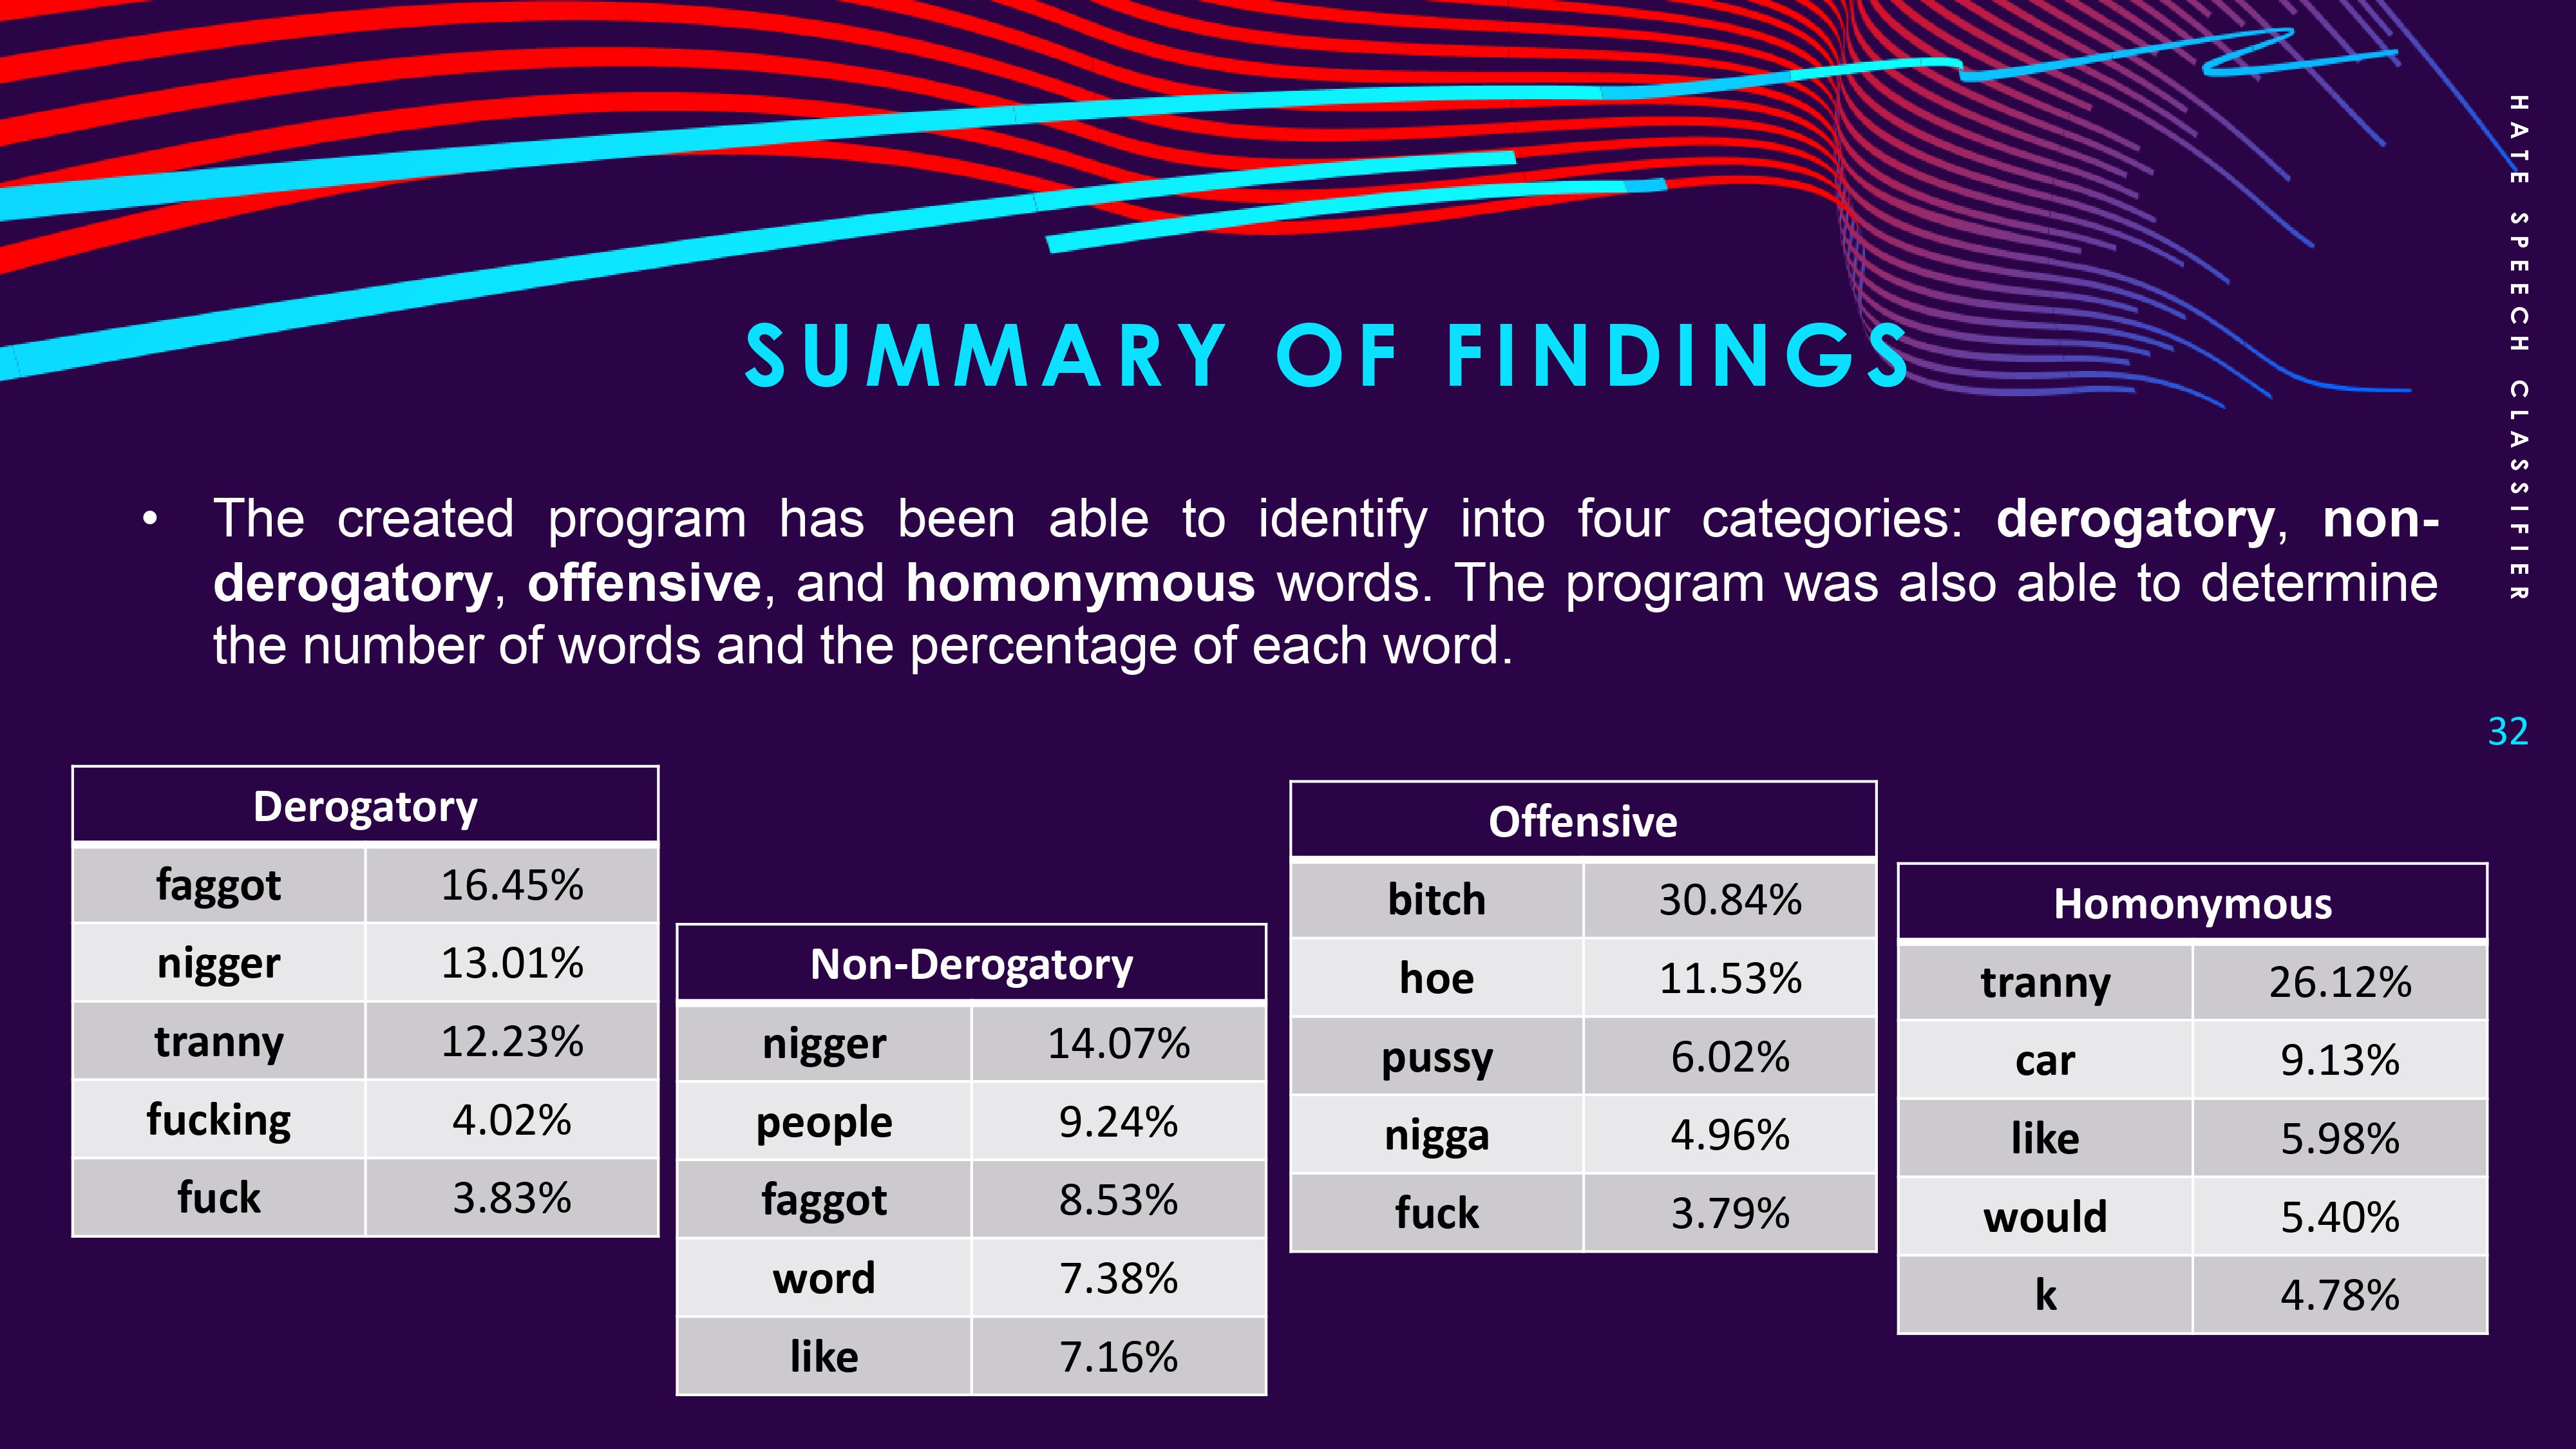 HATE SPEECH CLASSIFIER
SUMMARY OF FINDINGS
• The created program has been able to identify into four categories: derogatory, non-
derogatory, offensive, and homonymous words. The program was also able to determine
the number of words and the percentage of each word.
32
Derogatory
faggot 16.45%
nigger 13.01%
tranny 12.23%
fucking 4.02%
fuck 3.83%
Non-Derogatory
nigger 14.07%
people 9.24%
faggot 8.53%
word 7.38%
like 7.16%
Offensive
bitch 30.84%
hoe 11.53%
pussy 6.02%
nigga 4.96%
fuck 3.79%
Homonymous
tranny 26.12%
car 9.13%
like 5.98%
would 5.40%
k 4.78%